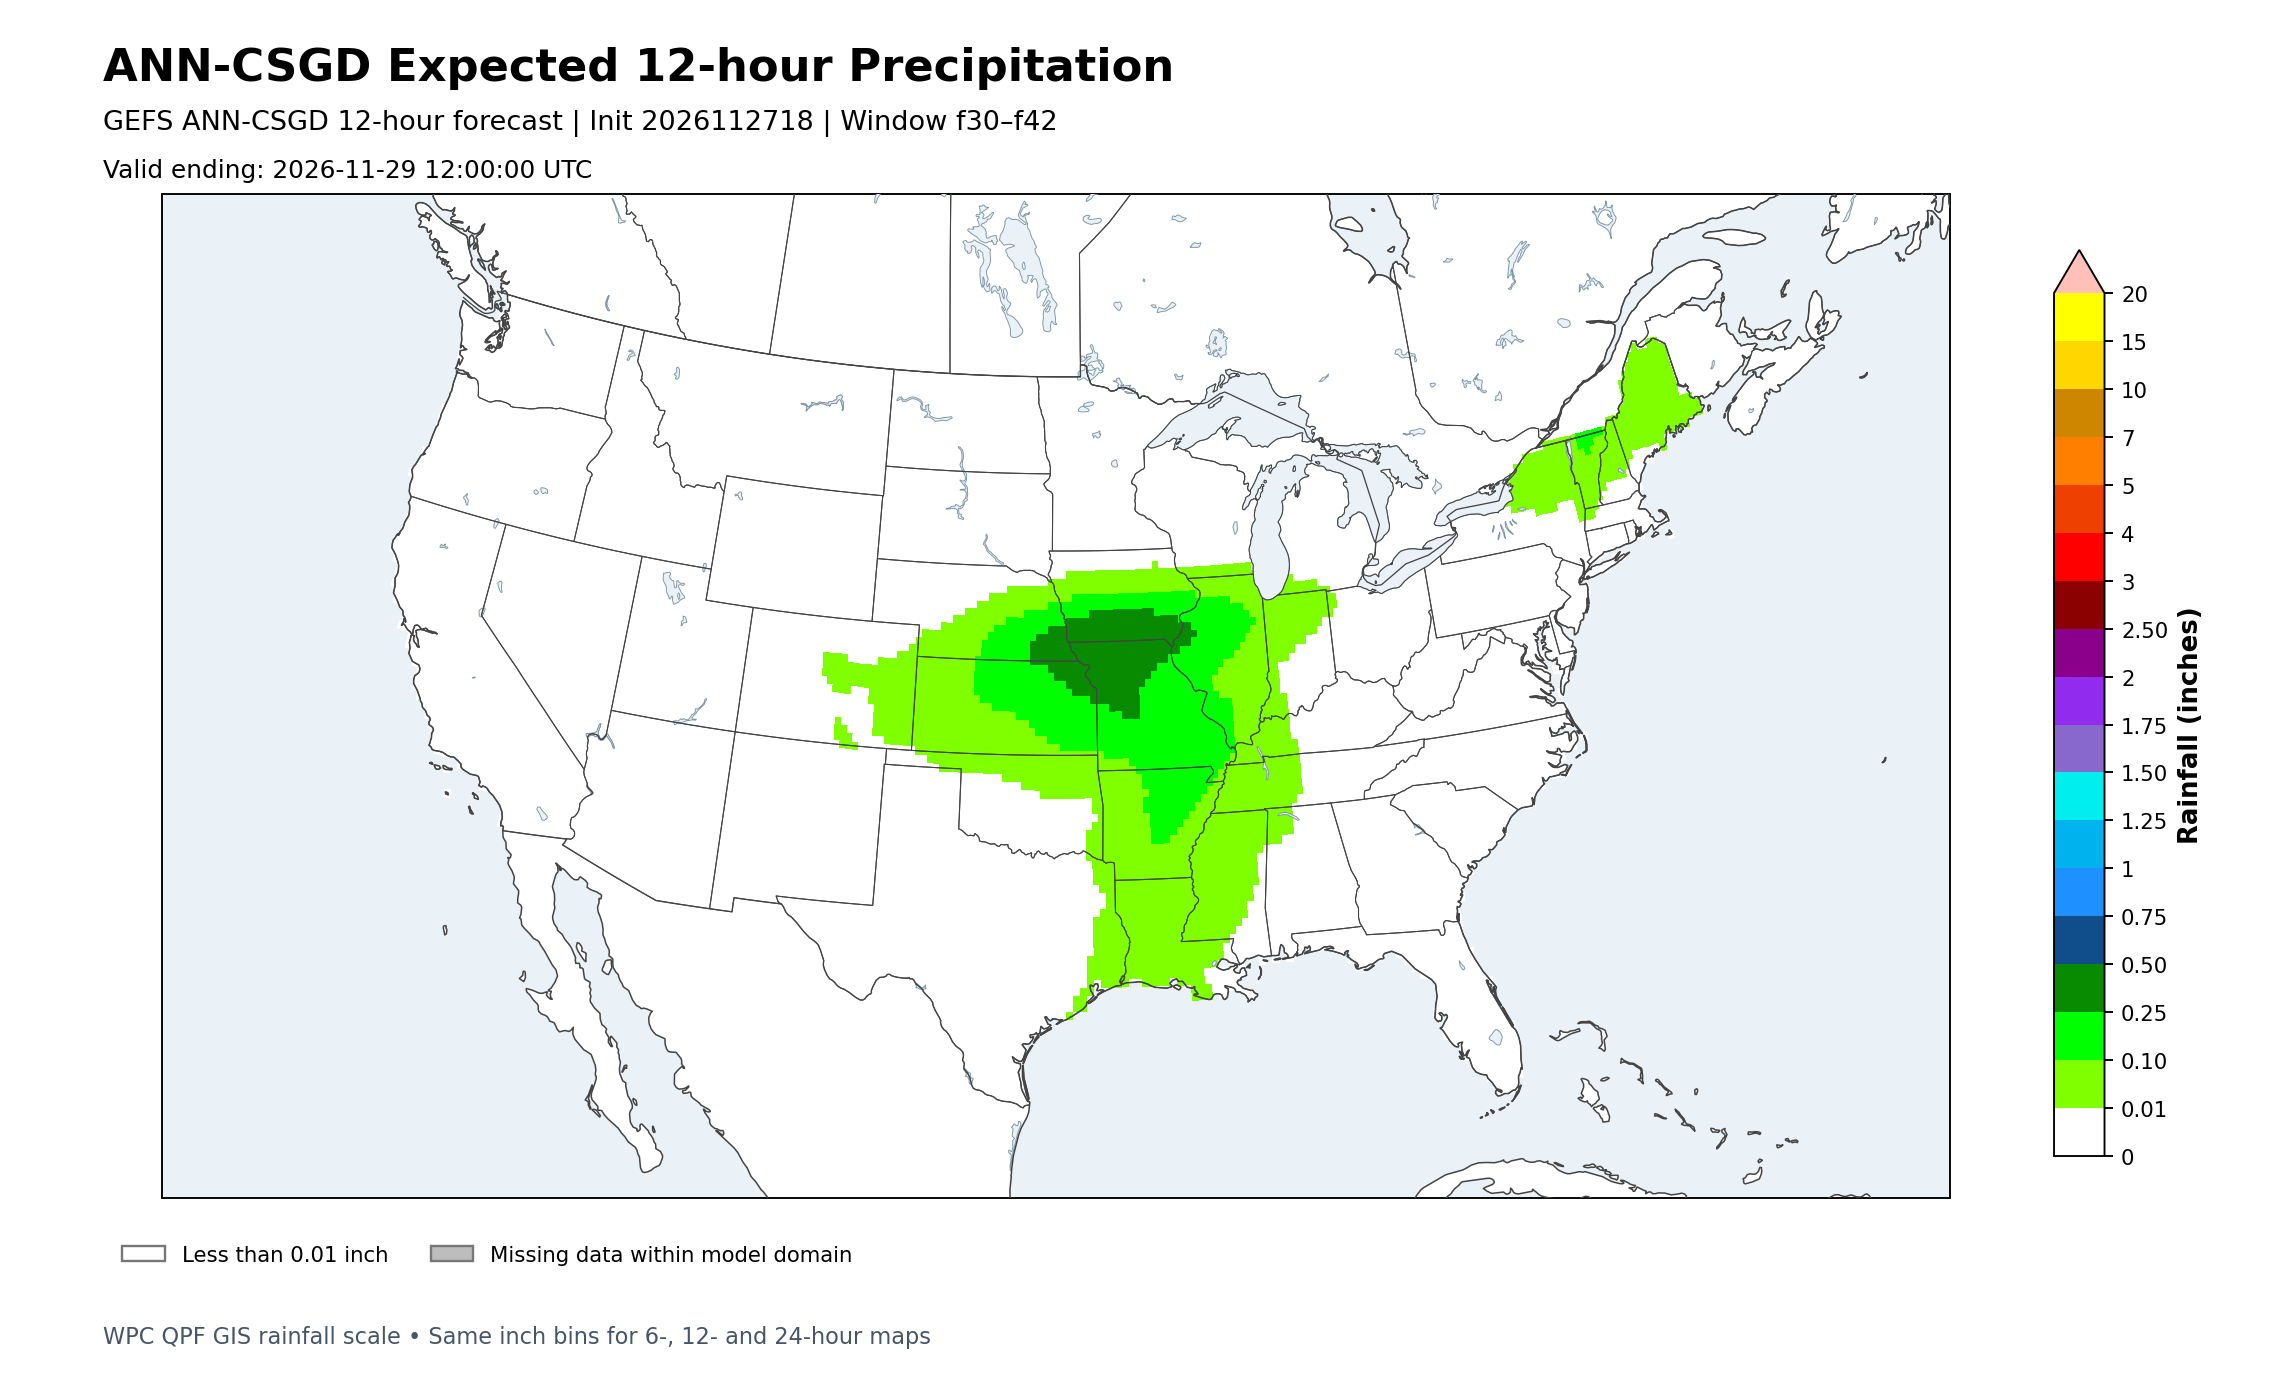 ANN-CSGD Expected 12-hour Precipitation
GEFS ANN-CSGD 12-hour forecast | Init 2026112718 | Window f30–f42
Valid ending: 2026-11-29 12:00:00 UTC
20
15
10
7
5
4
3
2.50
2
1.75
1.50
1.25
1
0.75
0.50
0.25
0.10
0.01
0
Rainfall (inches)
Less than 0.01 inch
Missing data within model domain
WPC QPF GIS rainfall scale • Same inch bins for 6-, 12- and 24-hour maps